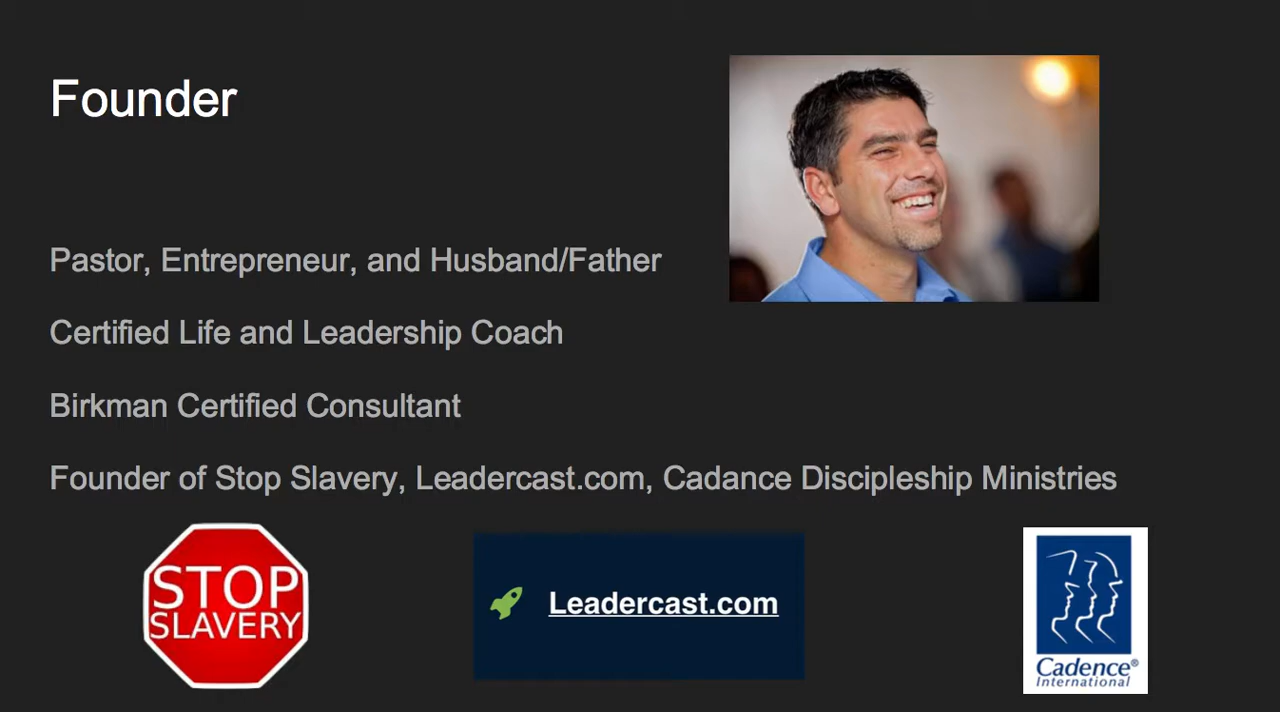 Founder
Pastor, Entrepreneur, and Husband/Father
Certified Life and Leadership Coach
Birkman Certified Consultant
Founder of Stop Slavery, Leadercast.com, Cadance Discipleship Ministries
STOP
SLAVERY
Leadercast.com
Cadence®
International